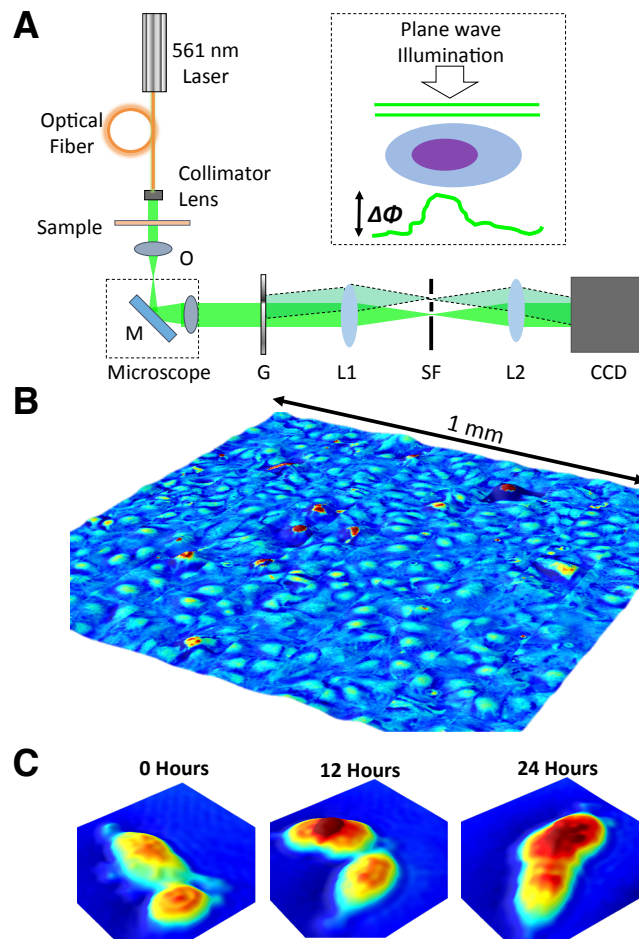 A
561 nm
Laser
Optical
Fiber
Collimator
Lens
Sample
O
M
Microscope
G
L1
SF
L2
CCD
Plane wave
Illumination
ΔΦ
B
1 mm
C
0 Hours
12 Hours
24 Hours